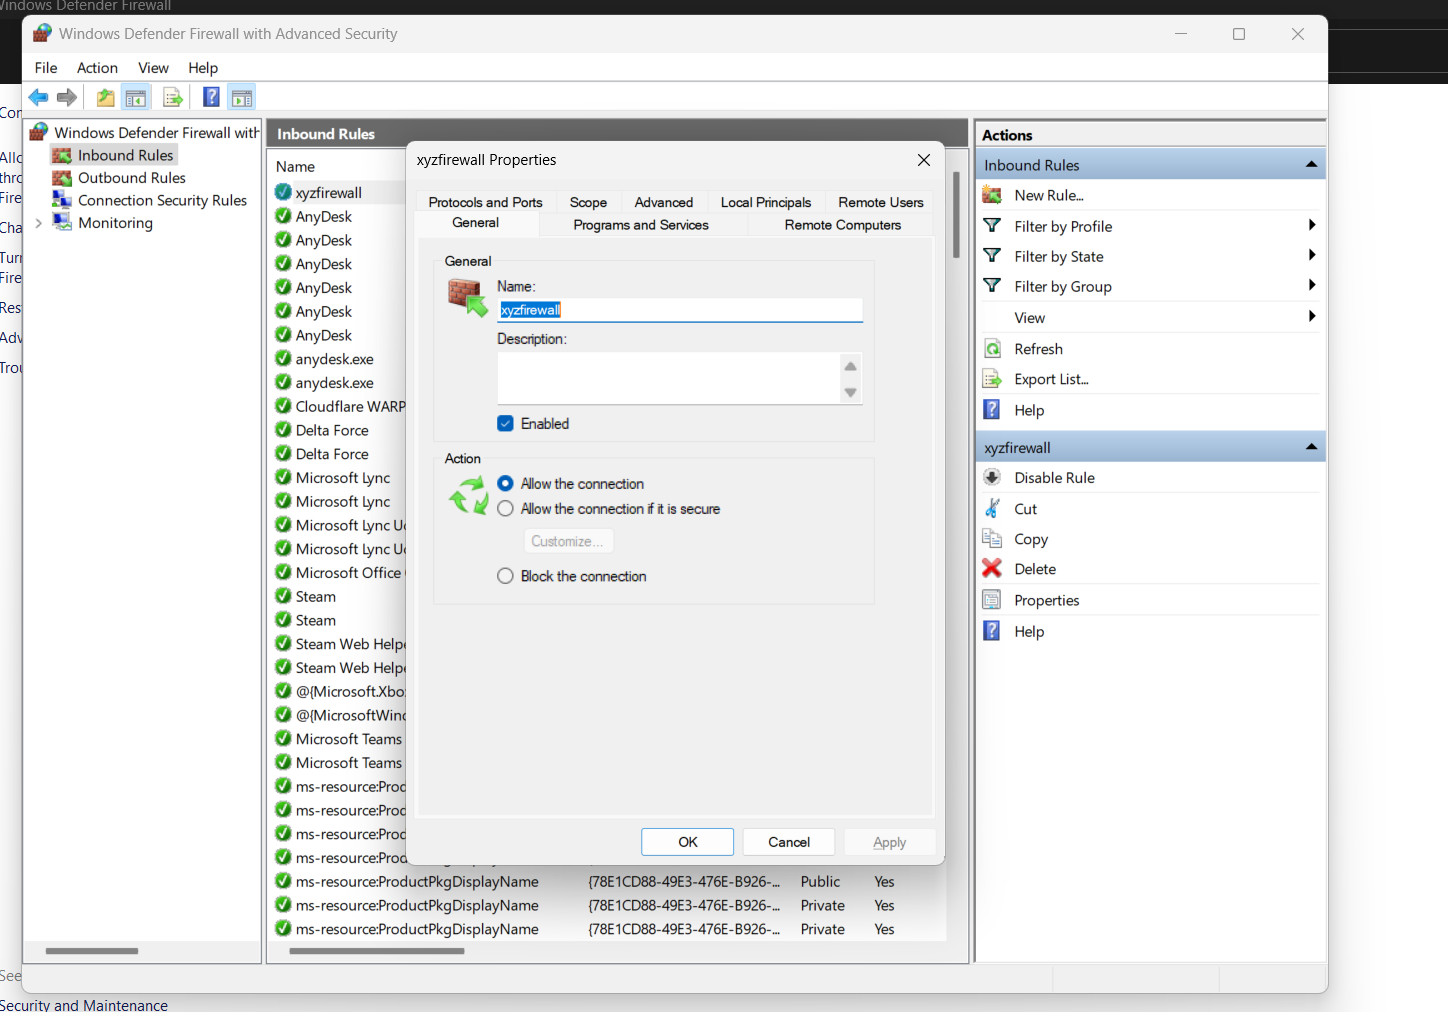 Windows Defender Firewall
Windows Defender Firewall with Advanced Security
File Action View Help
Windows Defender Firewall with
Inbound Rules
Outbound Rules
Connection Security Rules
Monitoring
Inbound Rules
Name
xyzfirewall
AnyDesk
AnyDesk
AnyDesk
AnyDesk
AnyDesk
AnyDesk
anydesk.exe
anydesk.exe
Cloudflare WARP
Delta Force
Delta Force
Microsoft Lync
Microsoft Lync
Microsoft Lync Uc
Microsoft Lync Uc
Microsoft Office
Steam
Steam
Steam Web Helpe
Steam Web Helpe
@{Microsoft.Xbo
@{MicrosoftWinc
Microsoft Teams
Microsoft Teams
ms-resource:Proc
ms-resource:Proc
ms-resource:Proc
ms-resource:ProductPkgDisplayName
ms-resource:ProductPkgDisplayName {78E1CD88-49E3-476E-B926-... Public Yes
ms-resource:ProductPkgDisplayName {78E1CD88-49E3-476E-B926-... Private Yes
ms-resource:ProductPkgDisplayName {78E1CD88-49E3-476E-B926-... Private Yes
xyzfirewall Properties
Protocols and Ports Scope Advanced Local Principals Remote Users
General Programs and Services Remote Computers
General
Name:
xyzfirewall
Description:
Enabled
Action
Allow the connection
Allow the connection if it is secure
Customize...
Block the connection
OK Cancel Apply
Actions
Inbound Rules
New Rule...
Filter by Profile
Filter by State
Filter by Group
View
Refresh
Export List...
Help
xyzfirewall
Disable Rule
Cut
Copy
Delete
Properties
Help
Con
Allo
thro
Fire
Cha
Turn
Fire
Res
Adv
Trou
See
Security and Maintenance